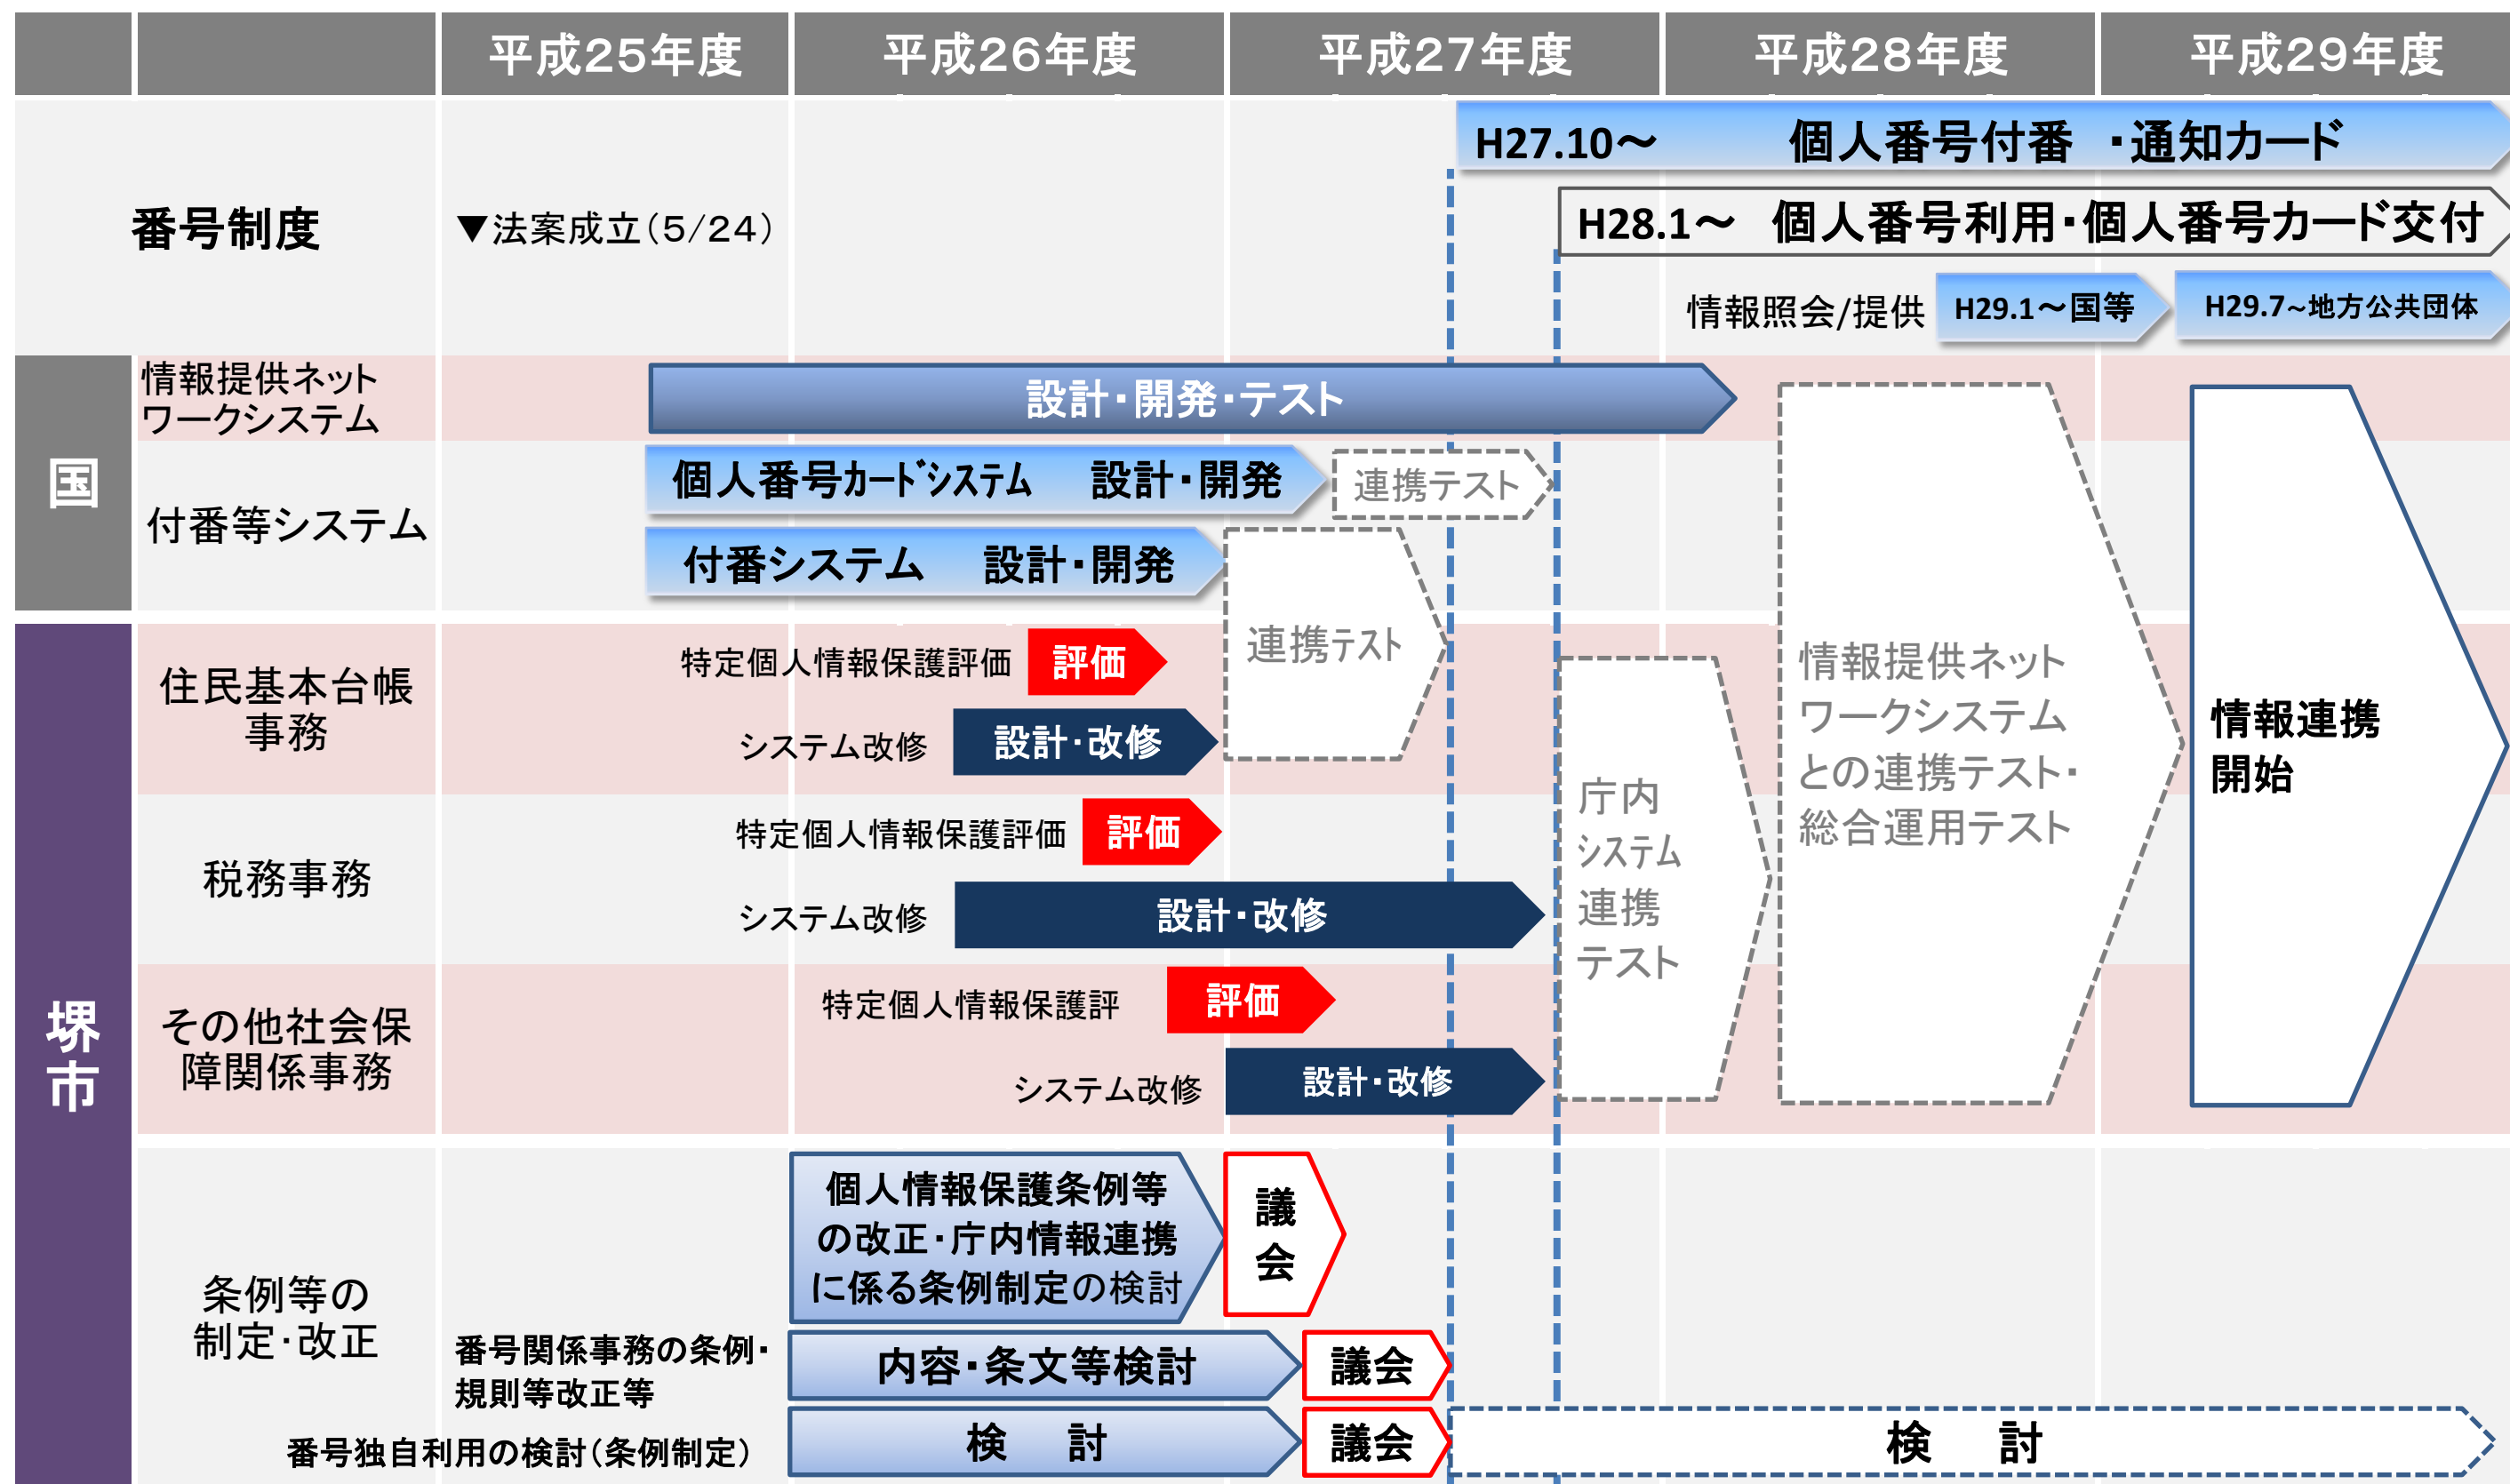 平成25年度
平成26年度
平成27年度
平成28年度
平成29年度
番号制度
▼法案成立(5/24)
H27.10～ 個人番号付番 ・通知カード
H28.1～ 個人番号利用・個人番号カード交付
情報照会/提供
H29.1～国等
H29.7～地方公共団体
国
情報提供ネット
ワークシステム
設計・開発・テスト
付番等システム
個人番号ｶｰﾄﾞｼｽﾃﾑ 設計・開発
連携テスト
付番システム 設計・開発
連携ﾃｽﾄ
堺市
住民基本台帳
事務
特定個人情報保護評価
評価
システム改修
設計・改修
税務事務
特定個人情報保護評価
評価
システム改修
設計・改修
その他社会保
障関係事務
特定個人情報保護評
評価
システム改修
設計・改修
庁内
ｼｽﾃﾑ
連携
テスト
情報提供ネット
ワークシステム
との連携テスト・
総合運用テスト
情報連携
開始
条例等の
制定・改正
個人情報保護条例等
の改正・庁内情報連携
に係る条例制定の検討
議
会
番号関係事務の条例・
規則等改正等
内容・条文等検討
議会
番号独自利用の検討(条例制定)
検 討
議会
検 討